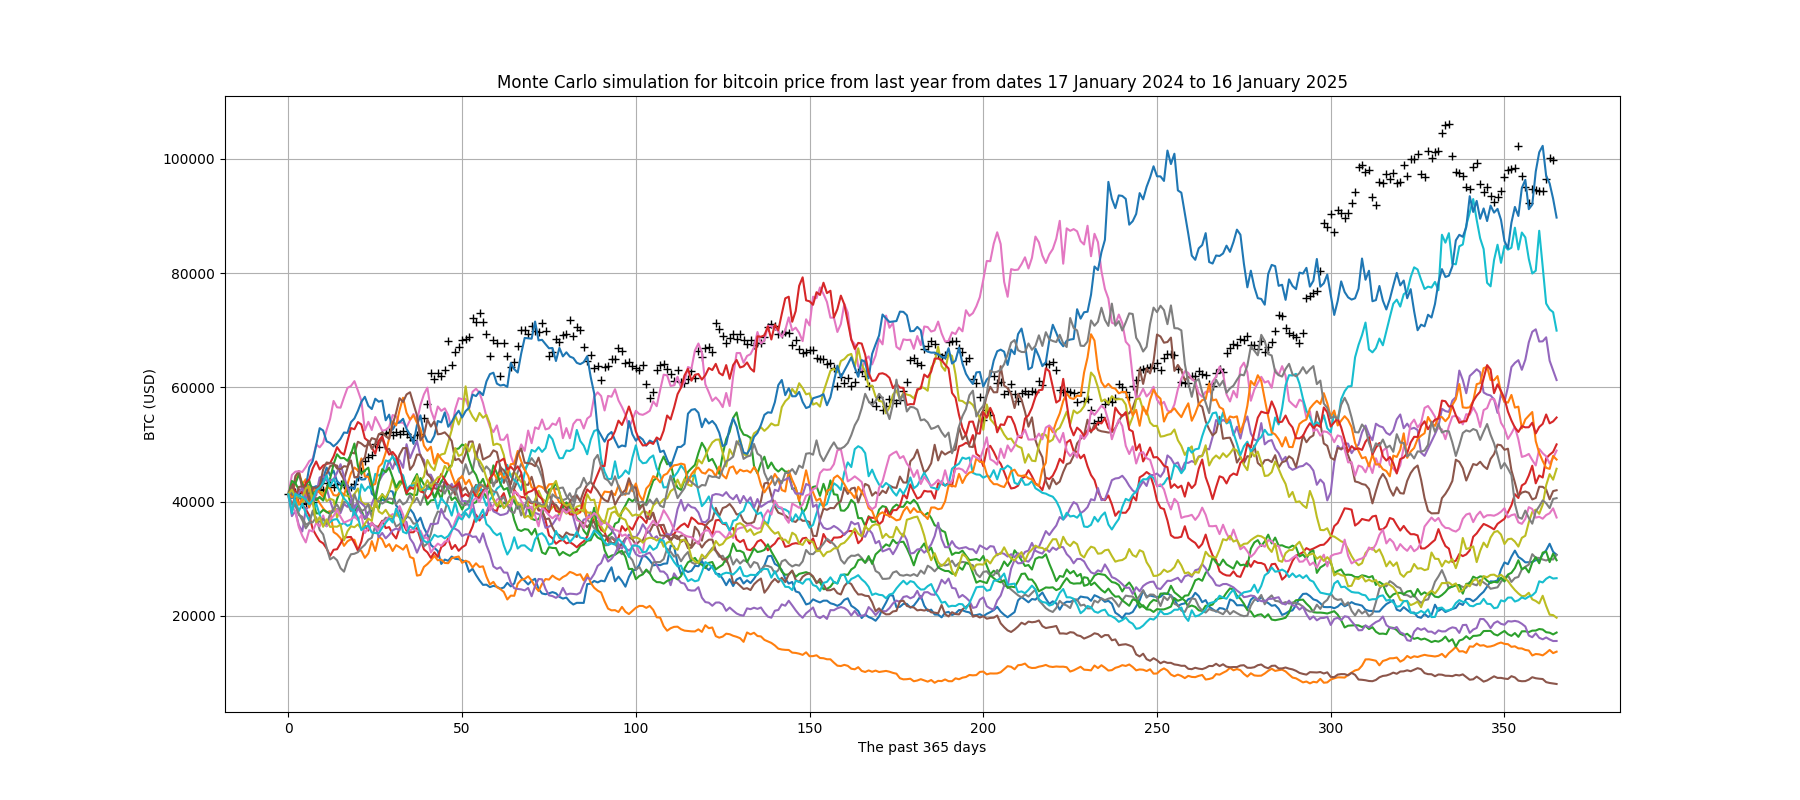 Monte Carlo simulation for bitcoin price from last year from dates 17 January 2024 to 16 January 2025
100000
80000
60000
40000
20000
BTC (USD)
0 50 100 150 200 250 300 350
The past 365 days